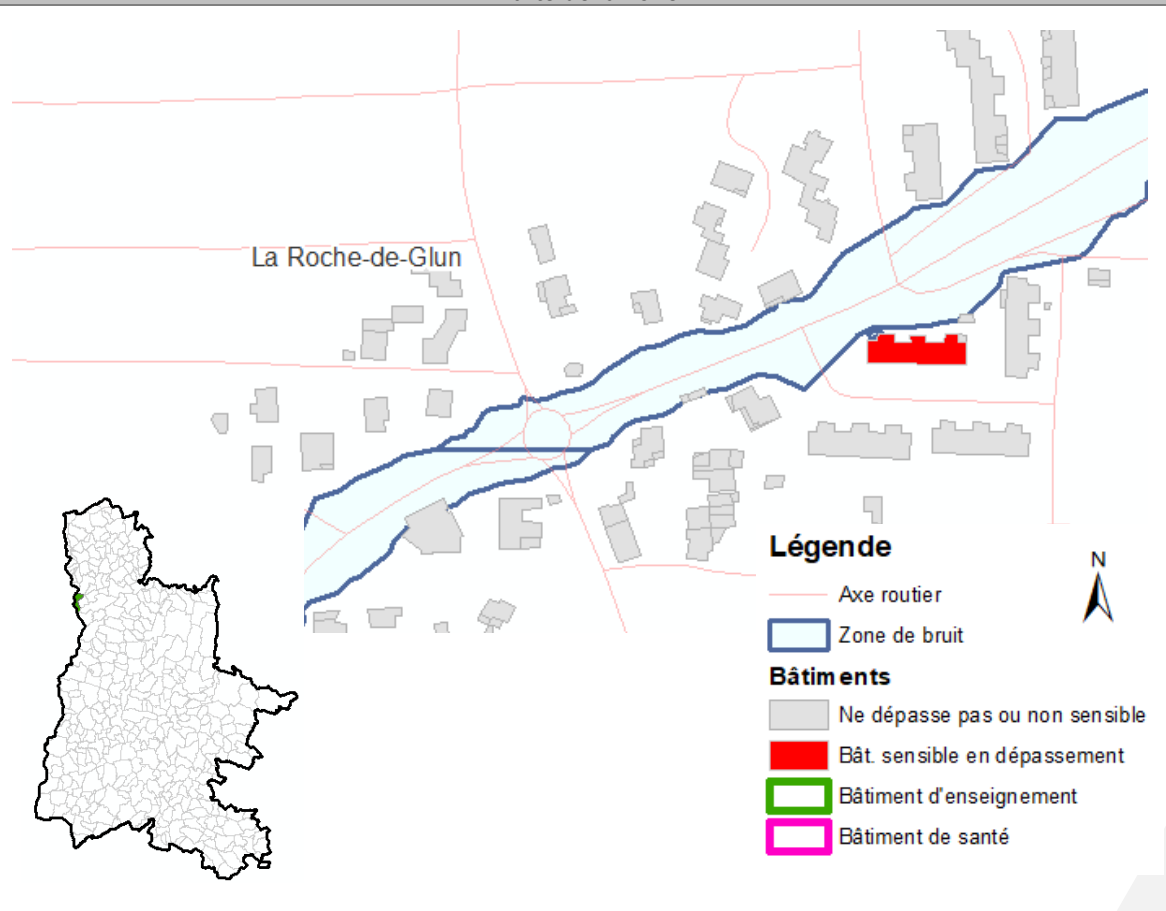 La Roche-de-Glun
Légende
N
Axe routier
Zone de bruit
Bâtiments
Ne dépasse pas ou non sensible
Bât. sensible en dépassement
Bâtiment d'enseignement
Bâtiment de santé